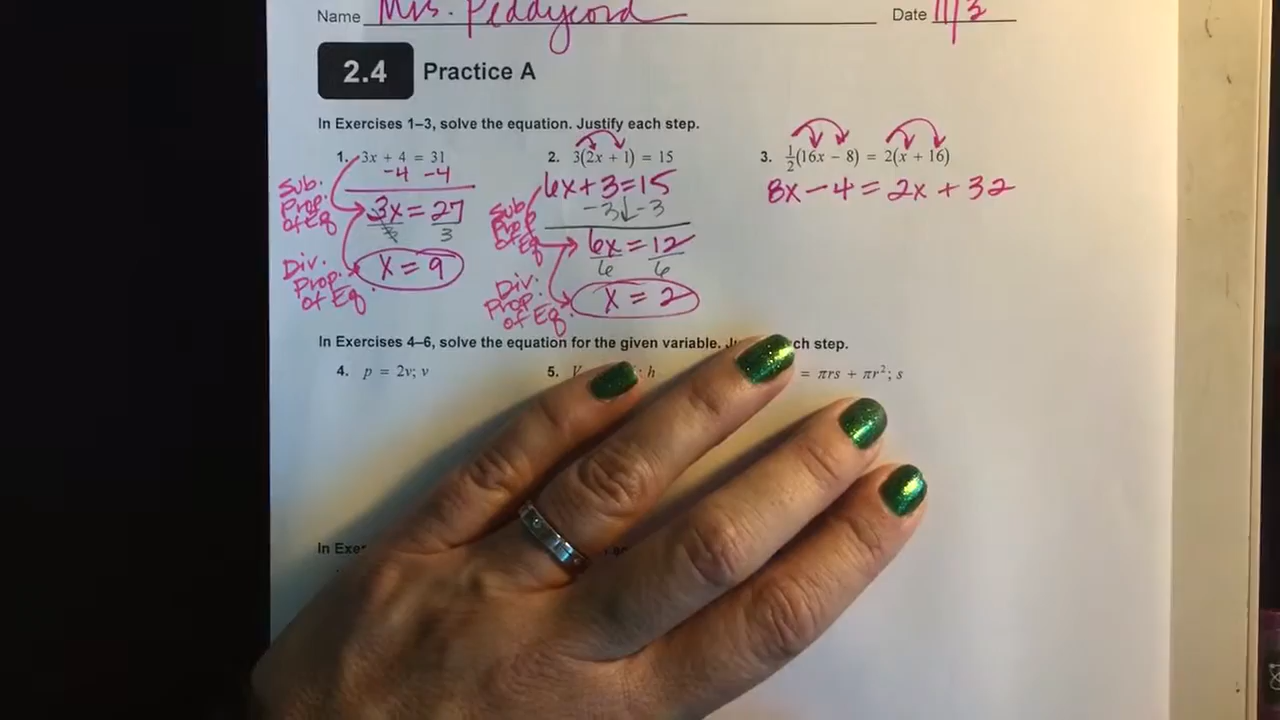 Name Mrs. Peddycord Date 11/3
2.4 Practice A
In Exercises 1–3, solve the equation. Justify each step.
1. 3x + 4 = 31
-4 -4
Sub. Prop. of Eq
3x = 27
3 3
Div. Prop. of Eq.
x = 9
2. 3(2x + 1) = 15
6x + 3 = 15
-3 -3
Sub Prop of Eq
6x = 12
6 6
Div. Prop. of Eq.
x = 2
3. ½(16x − 8) = 2(x + 16)
8x − 4 = 2x + 32
In Exercises 4–6, solve the equation for the given variable. ch step.
4. p = 2v; v
5. ; h
= πrs + πr²; s
In Exer